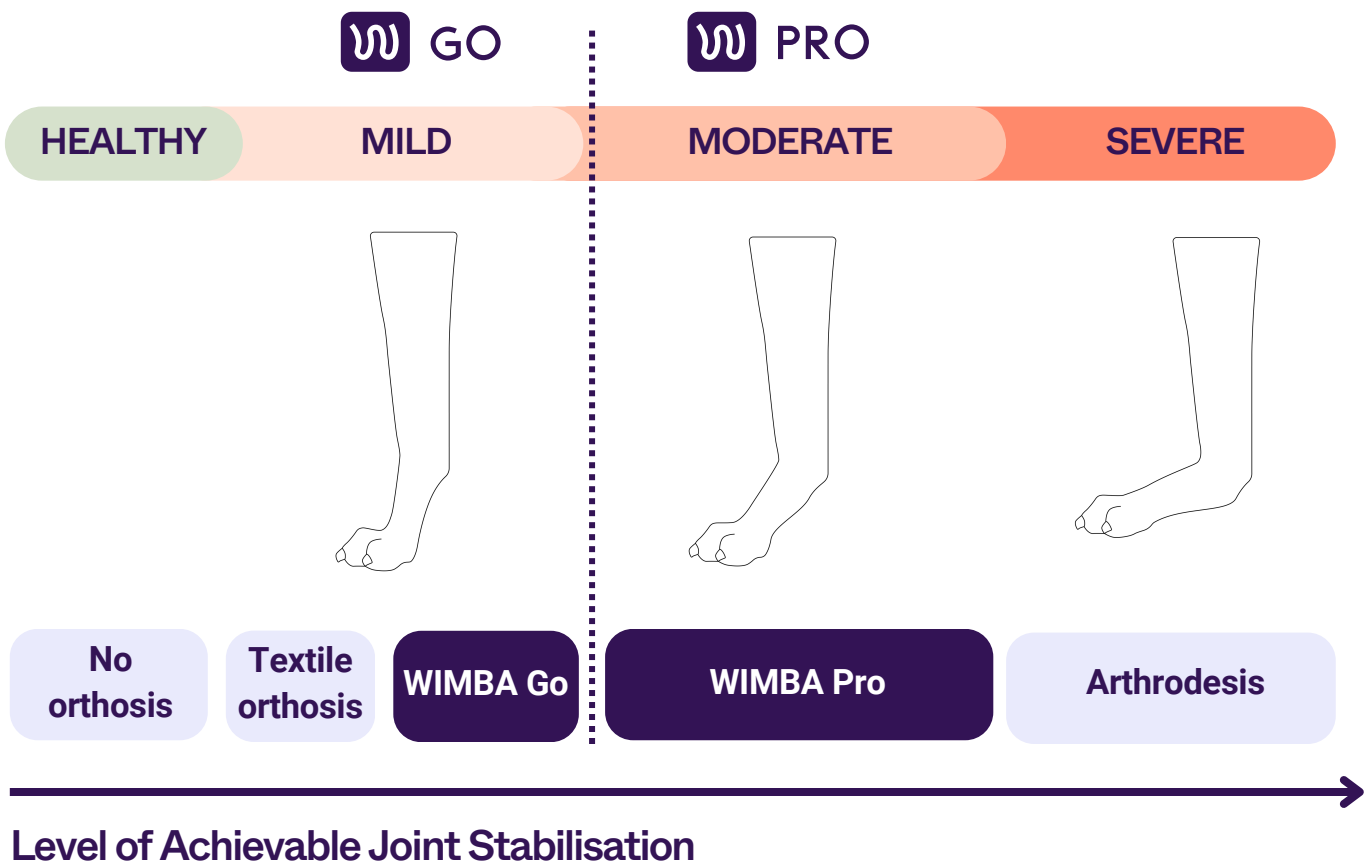 W GO
W PRO
HEALTHY
MILD
MODERATE
SEVERE
No
orthosis
Textile
orthosis
WIMBA Go
WIMBA Pro
Arthrodesis
Level of Achievable Joint Stabilisation